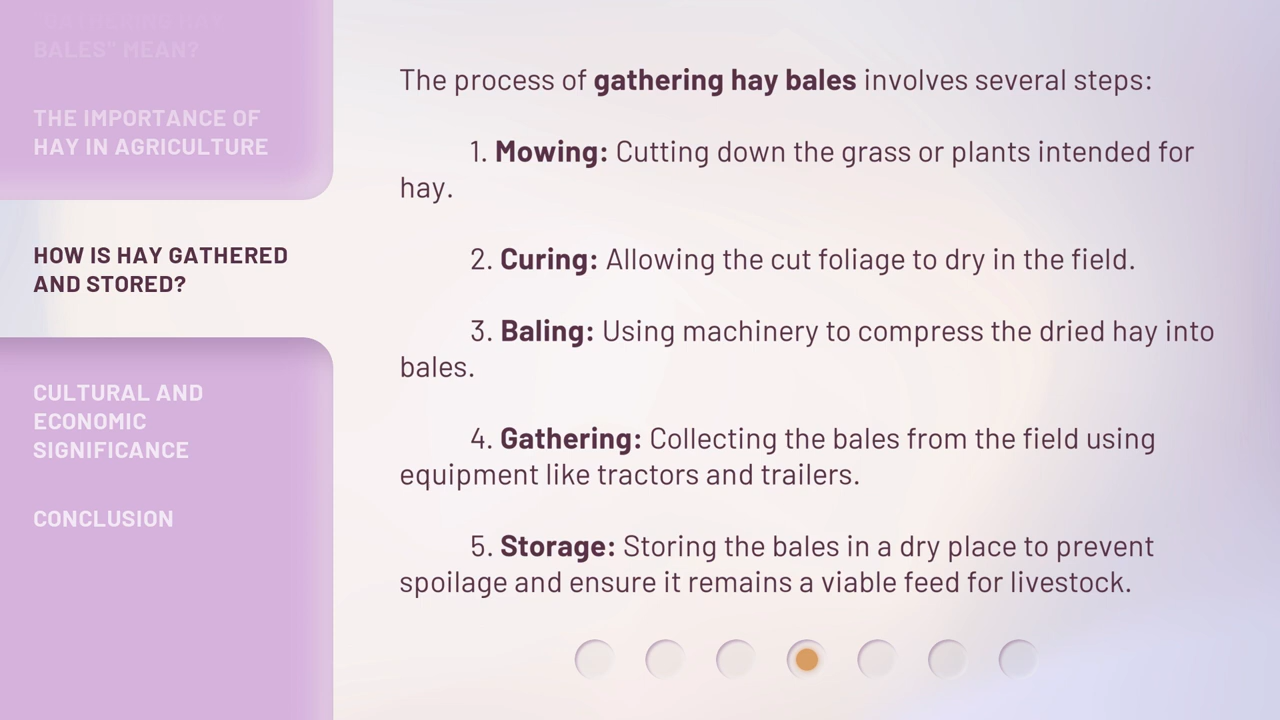 "GATHERING HAY
BALES" MEAN?
THE IMPORTANCE OF
HAY IN AGRICULTURE
HOW IS HAY GATHERED
AND STORED?
CULTURAL AND
ECONOMIC
SIGNIFICANCE
CONCLUSION
The process of gathering hay bales involves several steps:
1. Mowing: Cutting down the grass or plants intended for
hay.
2. Curing: Allowing the cut foliage to dry in the field.
3. Baling: Using machinery to compress the dried hay into
bales.
4. Gathering: Collecting the bales from the field using
equipment like tractors and trailers.
5. Storage: Storing the bales in a dry place to prevent
spoilage and ensure it remains a viable feed for livestock.